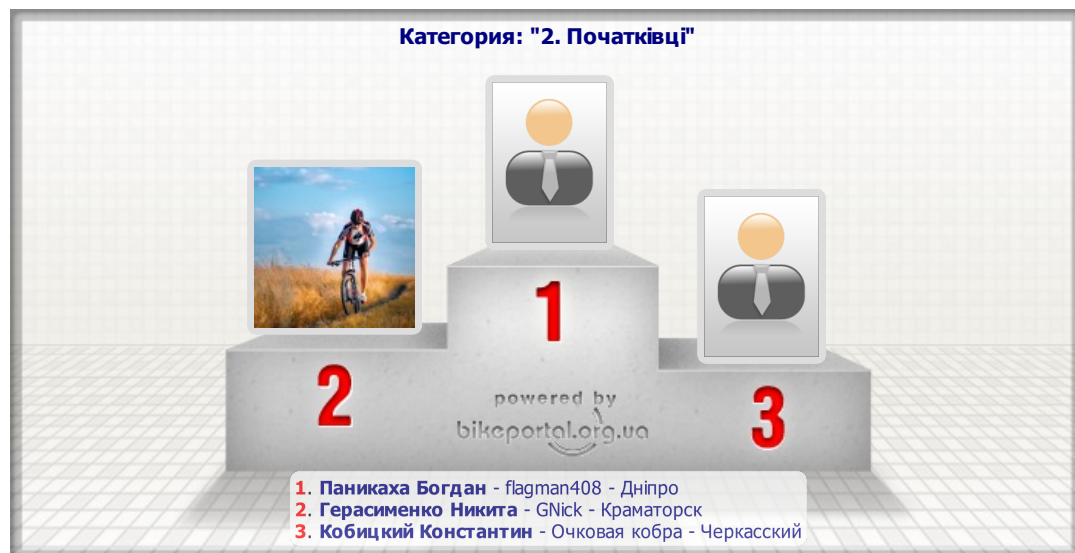 Категория: "2. Початківці"
1
2
3
powered by
bikeportal.org.ua
1. Паникаха Богдан - flagman408 - Дніпро
2. Герасименко Никита - GNick - Краматорск
3. Кобицкий Константин - Очковая кобра - Черкасский